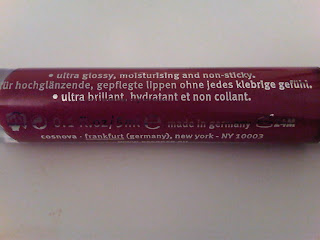 • ultra glossy, moisturising and non-sticky.
für hochglänzende, gepflegte lippen ohne jedes klebrige gefühl.
• ultra brillant, hydratant et non collant.
made in germany
cosnova - frankfurt (germany), new york - NY 10003